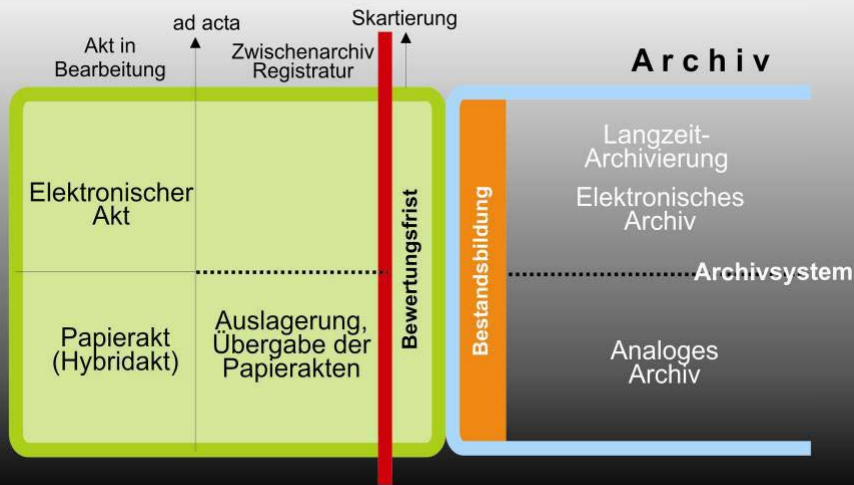 Skartierung
ad acta
Akt in
Bearbeitung
Zwischenarchiv
Registratur
Archiv
Elektronischer
Akt
Papierakt
(Hybridakt)
Auslagerung,
Übergabe der
Papierakten
Bewertungsfrist
Bestandsbildung
Langzeit-
Archivierung
Elektronisches
Archiv
Archivsystem
Analoges
Archiv